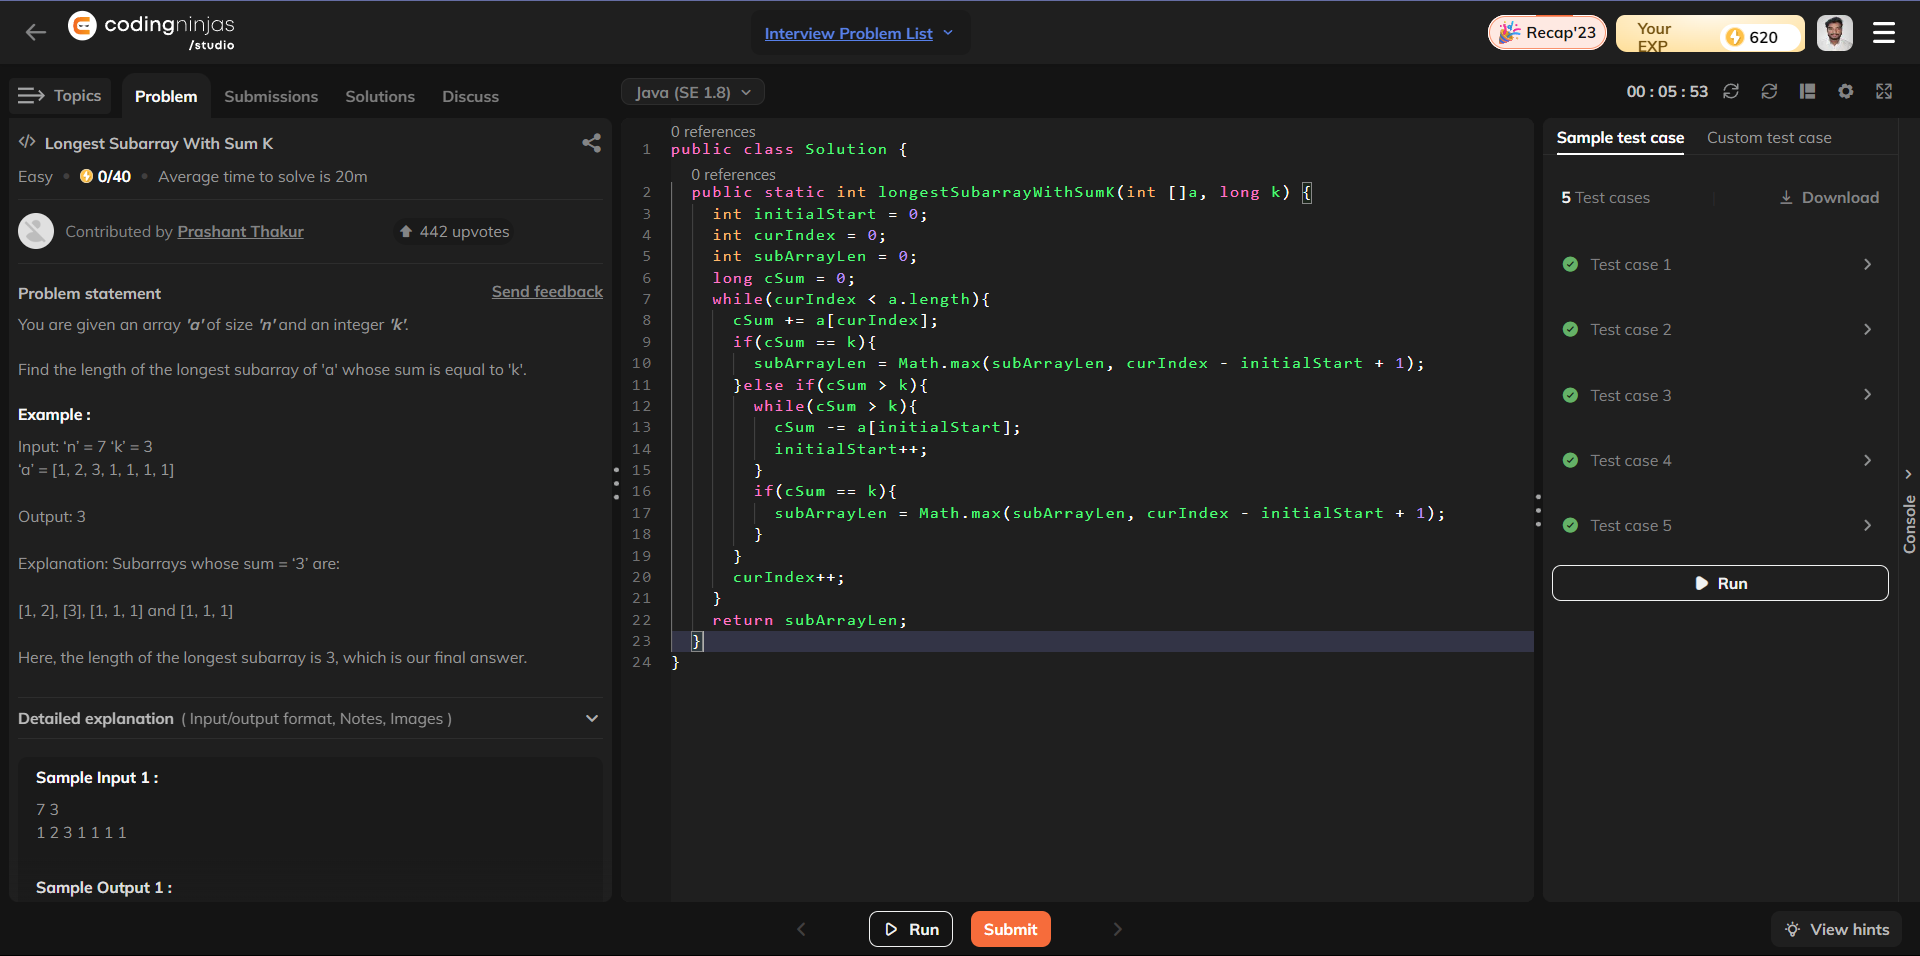 codingninjas
/studio
Interview Problem List
Recap'23
Your EXP
620
Topics
Problem
Submissions
Solutions
Discuss
Java (SE 1.8)
00 : 05 : 53
</> Longest Subarray With Sum K
Easy • 0/40 • Average time to solve is 20m
Contributed by Prashant Thakur
442 upvotes
Problem statement
Send feedback
You are given an array 'a' of size 'n' and an integer 'k'.
Find the length of the longest subarray of 'a' whose sum is equal to 'k'.
Example :
Input: ‘n’ = 7 ‘k’ = 3
‘a’ = [1, 2, 3, 1, 1, 1, 1]
Output: 3
Explanation: Subarrays whose sum = ‘3’ are:
[1, 2], [3], [1, 1, 1] and [1, 1, 1]
Here, the length of the longest subarray is 3, which is our final answer.
Detailed explanation ( Input/output format, Notes, Images )
Sample Input 1 :
7 3
1 2 3 1 1 1 1
Sample Output 1 :
0 references
1 public class Solution {
0 references
2 public static int longestSubarrayWithSumK(int []a, long k) {
3 int initialStart = 0;
4 int curIndex = 0;
5 int subArrayLen = 0;
6 long cSum = 0;
7 while(curIndex < a.length){
8 cSum += a[curIndex];
9 if(cSum == k){
10 subArrayLen = Math.max(subArrayLen, curIndex - initialStart + 1);
11 }else if(cSum > k){
12 while(cSum > k){
13 cSum -= a[initialStart];
14 initialStart++;
15 }
16 if(cSum == k){
17 subArrayLen = Math.max(subArrayLen, curIndex - initialStart + 1);
18 }
19 }
20 curIndex++;
21 }
22 return subArrayLen;
23 }
24 }
Sample test case
Custom test case
5 Test cases
Download
Test case 1
Test case 2
Test case 3
Test case 4
Test case 5
Run
Console
Run
Submit
View hints